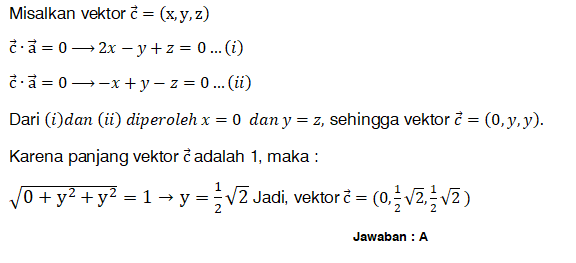 Misalkan vektor c⃗ = (x, y, z)
c⃗ · a⃗ = 0 ⟶ 2x − y + z = 0 … (i)
c⃗ · a⃗ = 0 ⟶ −x + y − z = 0 … (ii)
Dari (i)dan (ii) diperoleh x = 0 dan y = z, sehingga vektor c⃗ = (0, y, y).
Karena panjang vektor c⃗ adalah 1, maka :
√(0 + y² + y²) = 1 → y = 1/2 √2 Jadi, vektor c⃗ = (0, 1/2 √2, 1/2 √2 )
Jawaban : A